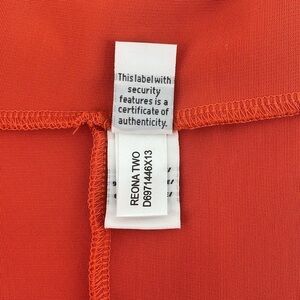 This label with
security
features is a
certificate of
authenticity.
REONA TWO
D6971446X13